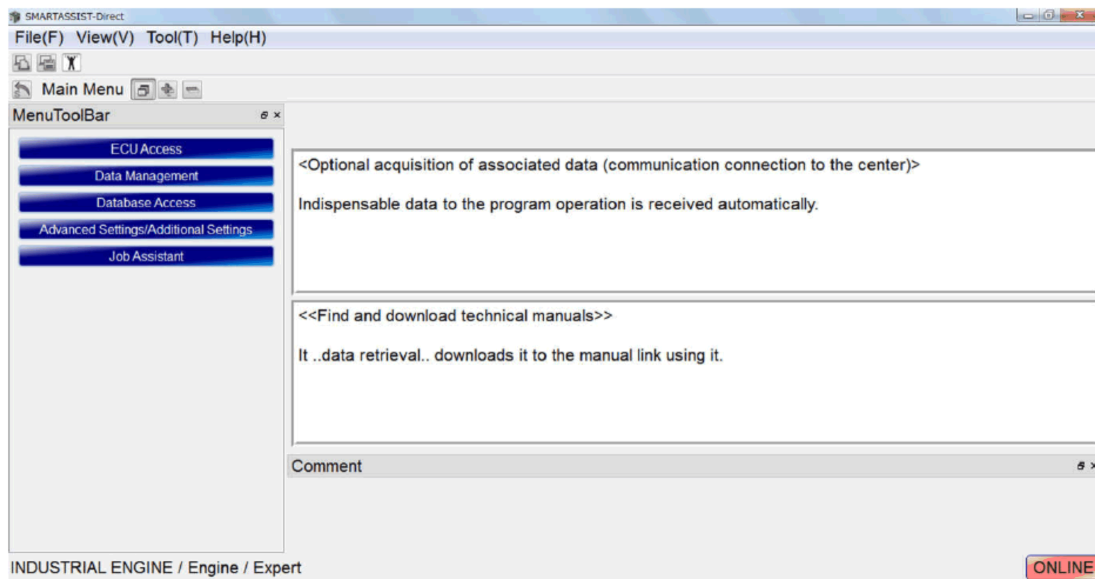 SMARTASSIST-Direct
File(F) View(V) Tool(T) Help(H)
Main Menu
MenuToolBar
ECU Access
Data Management
Database Access
Advanced Settings/Additional Settings
Job Assistant
<Optional acquisition of associated data (communication connection to the center)>
Indispensable data to the program operation is received automatically.
<<Find and download technical manuals>>
It ..data retrieval.. downloads it to the manual link using it.
Comment
INDUSTRIAL ENGINE / Engine / Expert
ONLINE